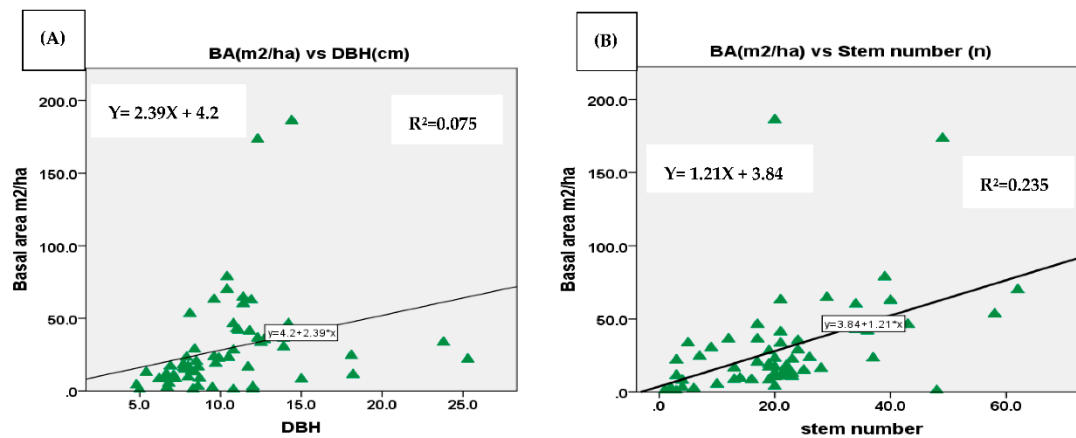 (A)
BA(m2/ha) vs DBH(cm)
200.0
150.0
100.0
50.0
.0
Basal area m2/ha
Y= 2.39X + 4.2
R²=0.075
y=4.2+2.39*x
5.0 10.0 15.0 20.0 25.0
DBH
(B)
BA(m2/ha) vs Stem number (n)
200.0
150.0
100.0
50.0
.0
Basal area m2/ha
Y= 1.21X + 3.84
R²=0.235
y=3.84+1.21*x
.0 20.0 40.0 60.0
stem number